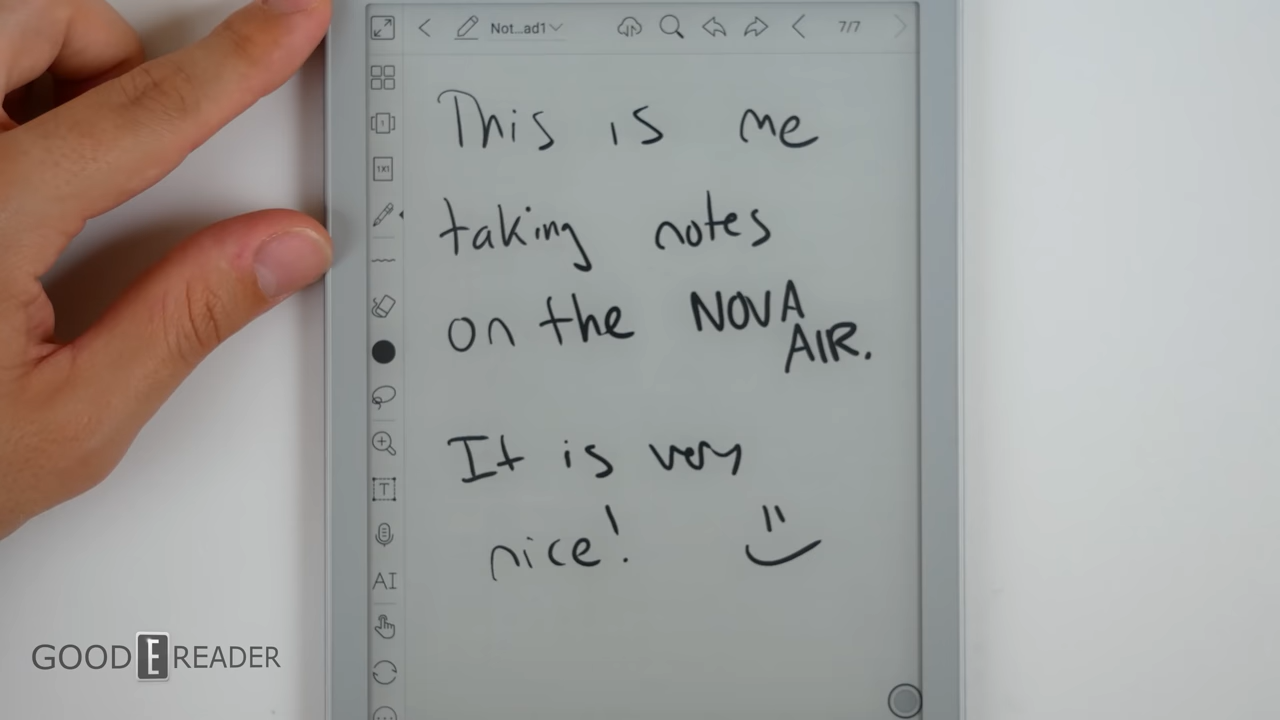 Not...ad1
7/7
1X1
This is me
taking notes
on the NOVA
AIR.
It is very
nice!
T
AI
GOOD E READER